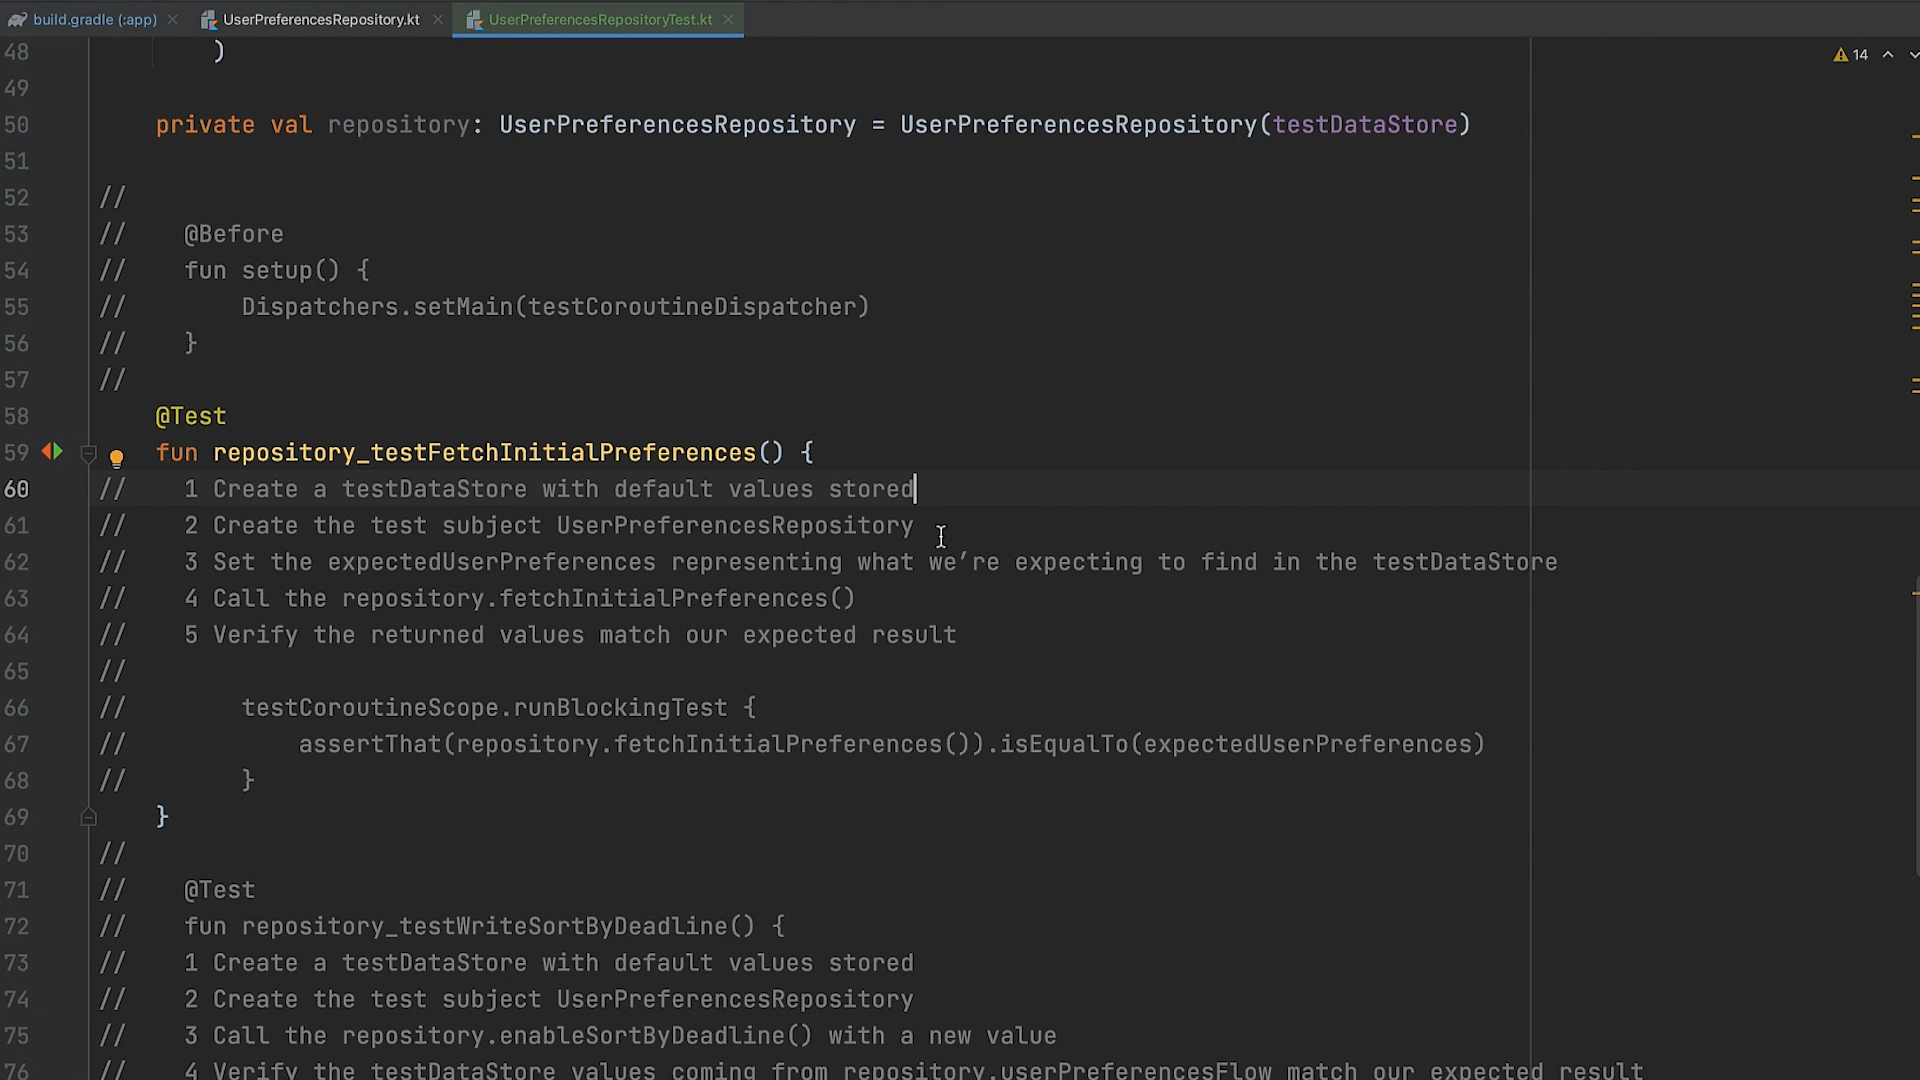 build.gradle (:app)
UserPreferencesRepository.kt
UserPreferencesRepositoryTest.kt
48 )
14
49
50 private val repository: UserPreferencesRepository = UserPreferencesRepository(testDataStore)
51
52 //
53 // @Before
54 // fun setup() {
55 // Dispatchers.setMain(testCoroutineDispatcher)
56 // }
57 //
58 @Test
59 fun repository_testFetchInitialPreferences() {
60 // 1 Create a testDataStore with default values stored
61 // 2 Create the test subject UserPreferencesRepository
62 // 3 Set the expectedUserPreferences representing what we’re expecting to find in the testDataStore
63 // 4 Call the repository.fetchInitialPreferences()
64 // 5 Verify the returned values match our expected result
65 //
66 // testCoroutineScope.runBlockingTest {
67 // assertThat(repository.fetchInitialPreferences()).isEqualTo(expectedUserPreferences)
68 // }
69 }
70 //
71 // @Test
72 // fun repository_testWriteSortByDeadline() {
73 // 1 Create a testDataStore with default values stored
74 // 2 Create the test subject UserPreferencesRepository
75 // 3 Call the repository.enableSortByDeadline() with a new value
76 // 4 Verify the testDataStore values coming from repository.userPreferencesFlow match our expected result